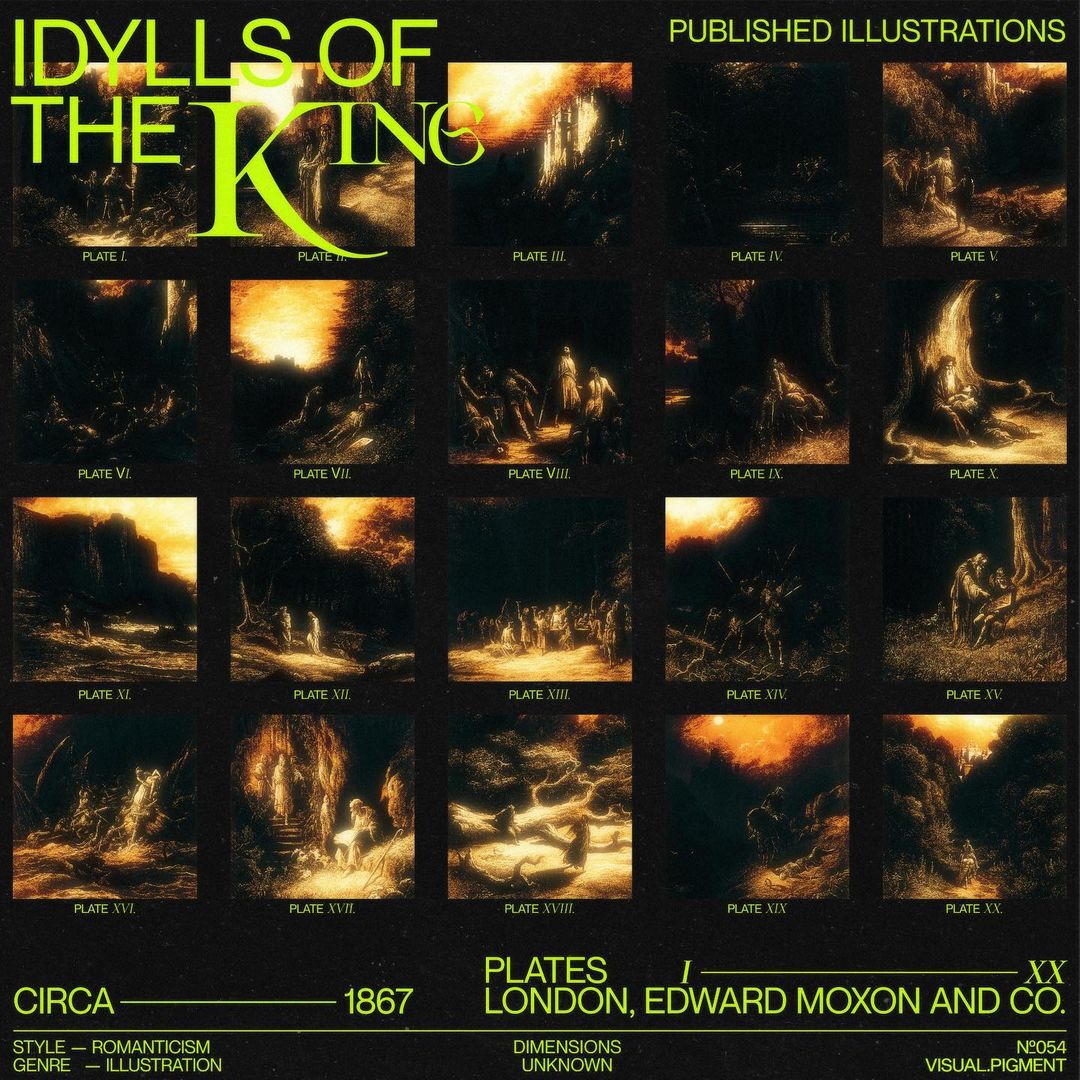 IDYLLS OF
THE KING
PUBLISHED ILLUSTRATIONS
PLATE I.
PLATE II.
PLATE III.
PLATE IV.
PLATE V.
PLATE VI.
PLATE VII.
PLATE VIII.
PLATE IX.
PLATE X.
PLATE XI.
PLATE XII.
PLATE XIII.
PLATE XIV.
PLATE XV.
PLATE XVI.
PLATE XVII.
PLATE XVIII.
PLATE XIX
PLATE XX.
PLATES I — XX
CIRCA — 1867
LONDON, EDWARD MOXON AND CO.
STYLE — ROMANTICISM
GENRE — ILLUSTRATION
DIMENSIONS
UNKNOWN
Nº054
VISUAL.PIGMENT